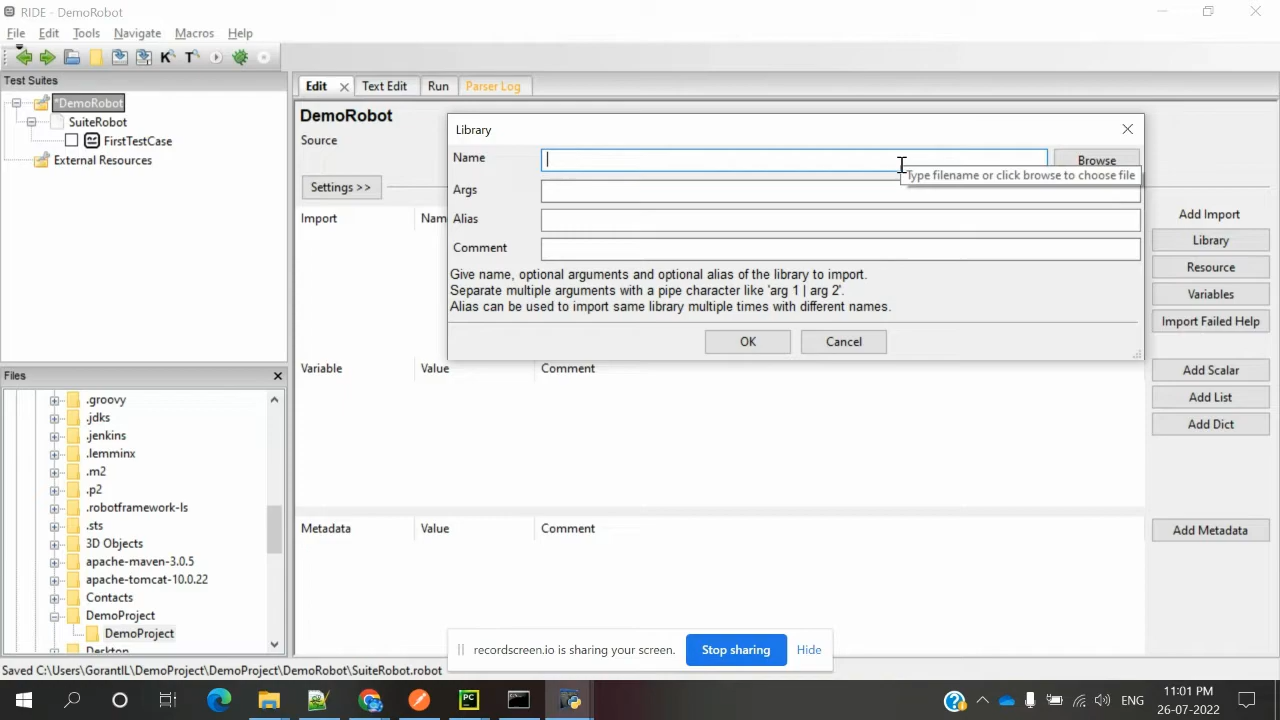 RIDE - DemoRobot
File Edit Tools Navigate Macros Help
K T
Test Suites
*DemoRobot
SuiteRobot
FirstTestCase
External Resources
Files
.groovy
.jdks
.jenkins
.lemminx
.m2
.p2
.robotframework-ls
.sts
3D Objects
apache-maven-3.0.5
apache-tomcat-10.0.22
Contacts
DemoProject
DemoProject
Desktop
Edit Text Edit Run Parser Log
DemoRobot
Source
Settings >>
Import Nam
Library
Name Browse
Type filename or click browse to choose file
Args
Alias
Comment
Give name, optional arguments and optional alias of the library to import.
Separate multiple arguments with a pipe character like 'arg 1 | arg 2'.
Alias can be used to import same library multiple times with different names.
OK Cancel
Variable Value Comment
Metadata Value Comment
Add Import
Library
Resource
Variables
Import Failed Help
Add Scalar
Add List
Add Dict
Add Metadata
recordscreen.io is sharing your screen. Stop sharing Hide
Saved C:\Users\GorantlL\DemoProject\DemoProject\DemoRobot\SuiteRobot.robot
PC
ENG
11:01 PM
26-07-2022